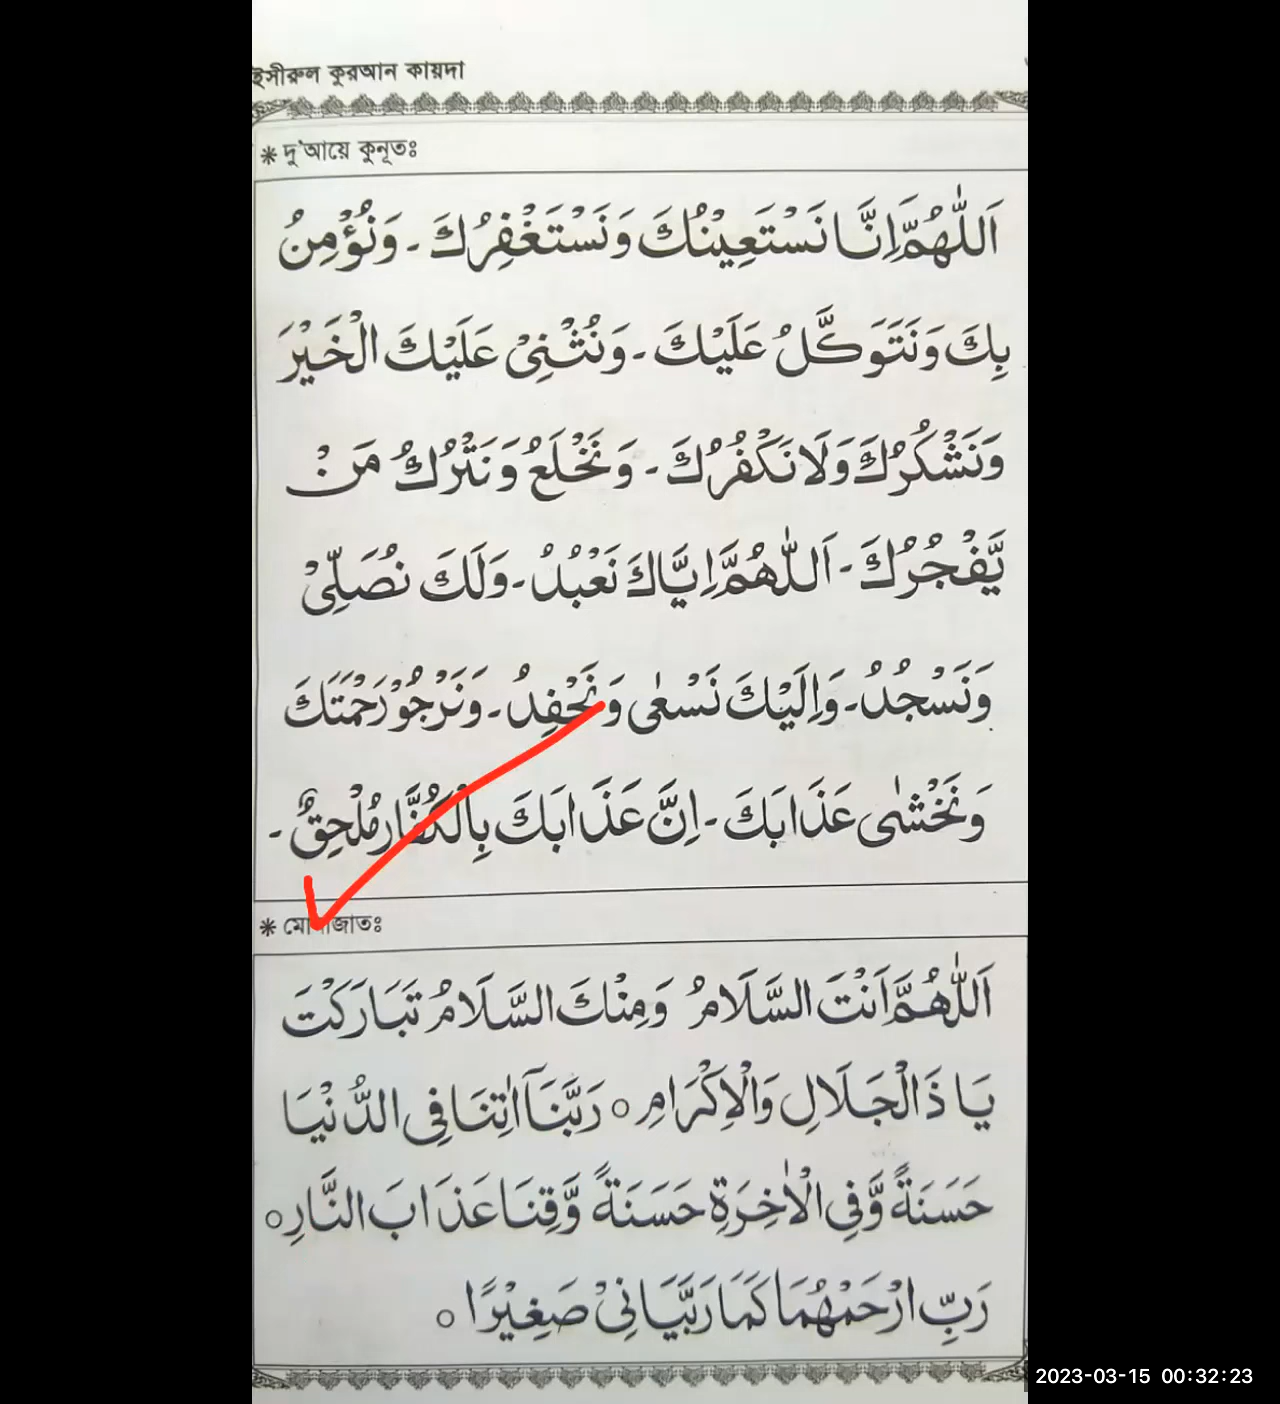 ইসীরুল কুরআন কায়দা
* দু'আয়ে কুনূতঃ
اَللّٰهُمَّ اِنَّا نَسْتَعِيْنُكَ وَنَسْتَغْفِرُكَ ـ وَنُؤْمِنُ
بِكَ وَنَتَوَكَّلُ عَلَيْكَ ـ وَنُثْنِىْ عَلَيْكَ الْخَيْرَ
وَنَشْكُرُكَ وَلَا نَكْفُرُكَ ـ وَنَخْلَعُ وَنَتْرُكُ مَنْ
يَّفْجُرُكَ ـ اَللّٰهُمَّ اِيَّاكَ نَعْبُدُ ـ وَلَكَ نُصَلِّىْ
وَنَسْجُدُ ـ وَاِلَيْكَ نَسْعٰى وَنَحْفِدُ ـ وَنَرْجُوْ رَحْمَتَكَ
وَنَخْشٰى عَذَابَكَ ـ اِنَّ عَذَابَكَ بِالْكُفَّارِ مُلْحِقٌ ـ
* মোনাজাতঃ
اَللّٰهُمَّ اَنْتَ السَّلَامُ وَمِنْكَ السَّلَامُ تَبَارَكْتَ
يَا ذَالْجَلَالِ وَالْاِكْرَامِ ○ رَبَّنَآ اٰتِنَا فِى الدُّنْيَا
حَسَنَةً وَّفِى الْاٰخِرَةِ حَسَنَةً وَّقِنَا عَذَابَ النَّارِ ○
رَبِّ ارْحَمْهُمَا كَمَا رَبَّيَانِىْ صَغِيْرًا ○
2023-03-15 00:32:23